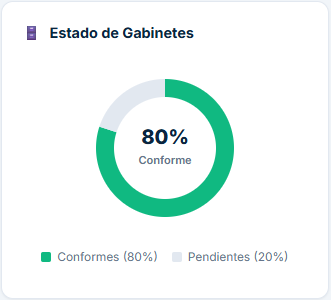 Estado de Gabinetes
80%
Conforme
Conformes (80%)
Pendientes (20%)